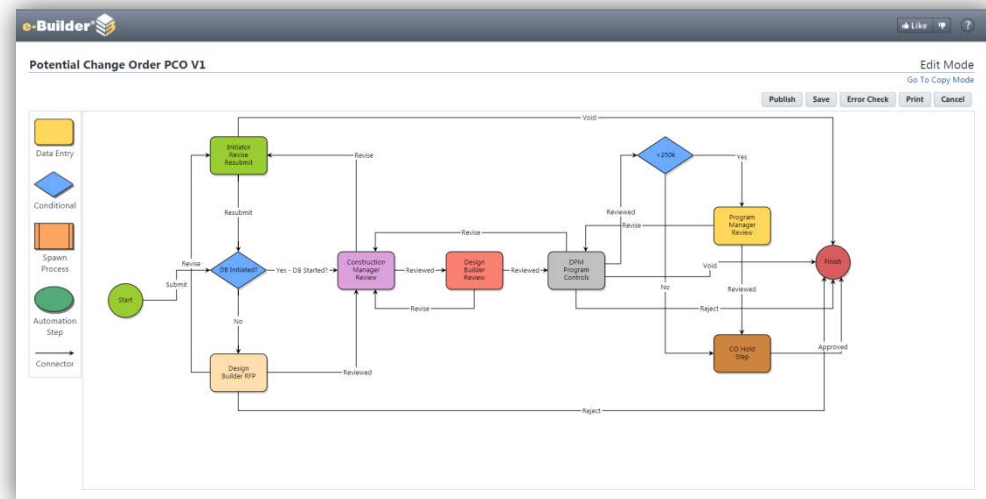 e-Builder®
Like
?
Potential Change Order PCO V1
Edit Mode
Go To Copy Mode
Publish
Save
Error Check
Print
Cancel
Data Entry
Conditional
Spawn
Process
Automation
Step
Connector
Void
Initiator
Revise
Resubmit
Revise
>250k
Yes
Resubmit
Reviewed
Program
Manager
Review
Revise
Revise
Revise
Submit
DB Initiated?
Yes - DB Started?
Construction
Manager
Review
Reviewed
Design
Builder
Review
Reviewed
DPM
Program
Controls
Void
Finish
Start
No
Reviewed
Revise
Reject
No
CO Hold
Step
Approved
Design
Builder RFP
Reviewed
Reject